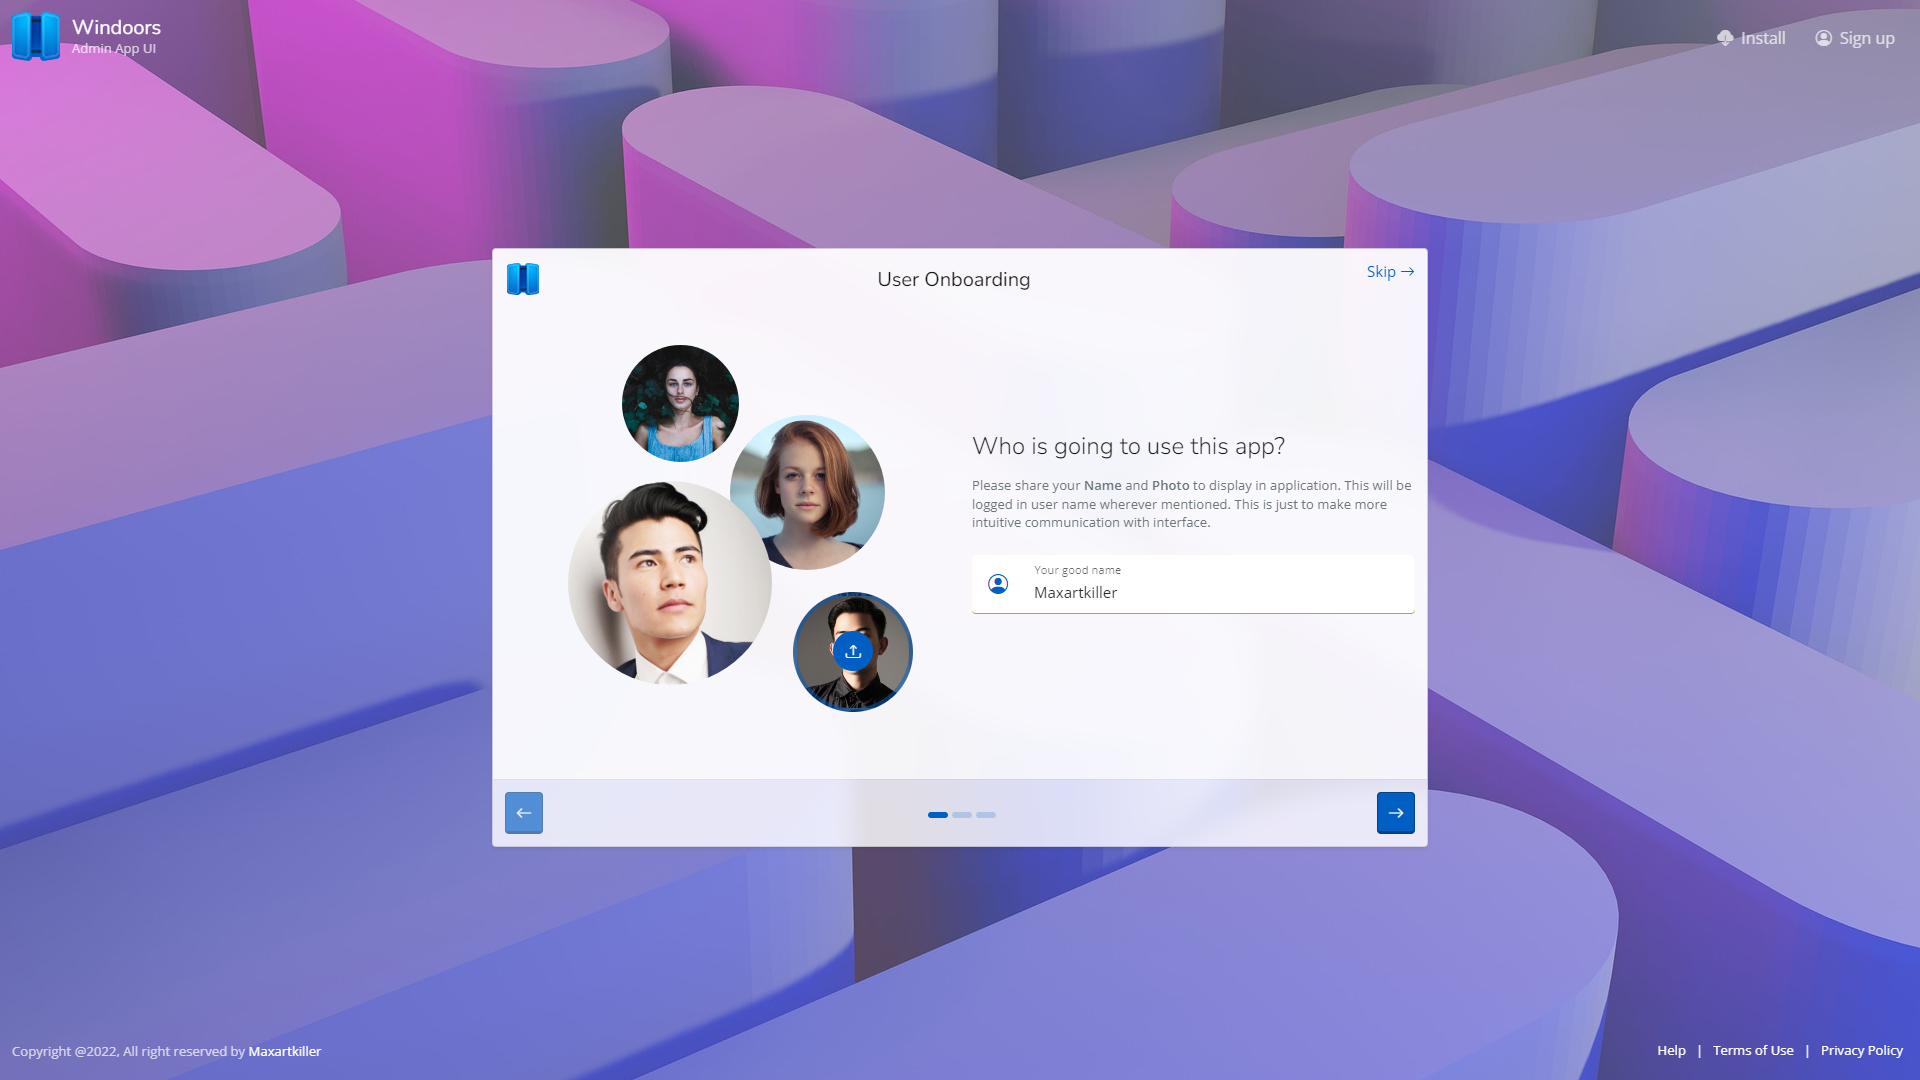 Windoors
Admin App UI
Install
Sign up
User Onboarding
Skip →
Who is going to use this app?
Please share your Name and Photo to display in application. This will be
logged in user name wherever mentioned. This is just to make more
intuitive communication with interface.
Your good name
Maxartkiller
Copyright @2022, All right reserved by Maxartkiller
Help | Terms of Use | Privacy Policy